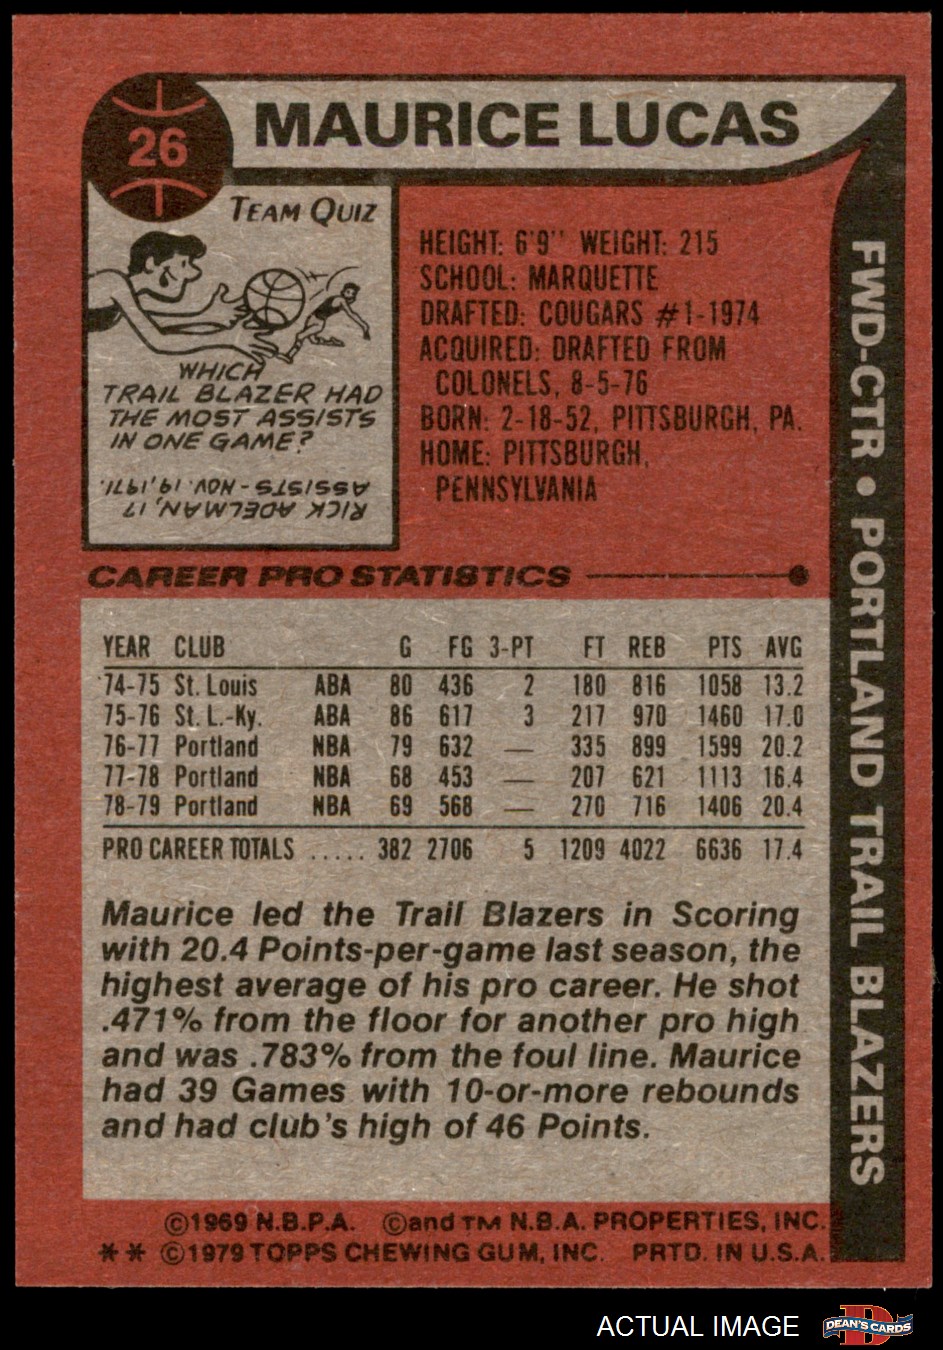 26
MAURICE LUCAS
TEAM QUIZ
WHICH
TRAIL BLAZER HAD
THE MOST ASSISTS
IN ONE GAME?
RICK ADELMAN, 17
ASSISTS - NOV. 19, 1971.
HEIGHT: 6'9" WEIGHT: 215
SCHOOL: MARQUETTE
DRAFTED: COUGARS #1-1974
ACQUIRED: DRAFTED FROM
COLONELS, 8-5-76
BORN: 2-18-52, PITTSBURGH, PA.
HOME: PITTSBURGH,
PENNSYLVANIA
FWD-CTR • PORTLAND TRAIL BLAZERS
CAREER PRO STATISTICS
YEAR CLUB G FG 3-PT FT REB PTS AVG
74-75 St. Louis ABA 80 436 2 180 816 1058 13.2
75-76 St. L.-Ky. ABA 86 617 3 217 970 1460 17.0
76-77 Portland NBA 79 632 — 335 899 1599 20.2
77-78 Portland NBA 68 453 — 207 621 1113 16.4
78-79 Portland NBA 69 568 — 270 716 1406 20.4
PRO CAREER TOTALS ..... 382 2706 5 1209 4022 6636 17.4
Maurice led the Trail Blazers in Scoring
with 20.4 Points-per-game last season, the
highest average of his pro career. He shot
.471% from the floor for another pro high
and was .783% from the foul line. Maurice
had 39 Games with 10-or-more rebounds
and had club's high of 46 Points.
©1969 N.B.P.A. ©and TM N.B.A. PROPERTIES, INC.
** ©1979 TOPPS CHEWING GUM, INC. PRTD. IN U.S.A.
ACTUAL IMAGE
DEAN'S CARDS